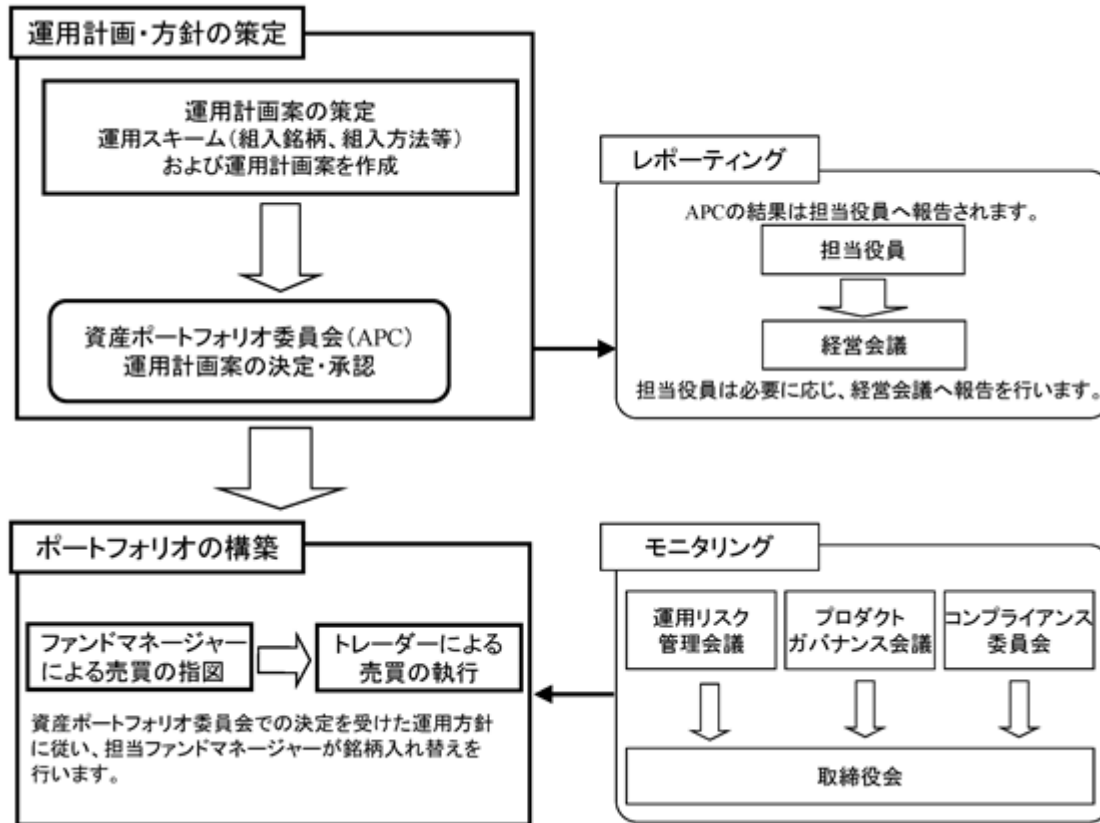 運用計画・方針の策定
運用計画案の策定
運用スキーム(組入銘柄、組入方法等)
および運用計画案を作成
資産ポートフォリオ委員会(APC)
運用計画案の決定・承認
レポーティング
APCの結果は担当役員へ報告されます。
担当役員
経営会議
担当役員は必要に応じ、経営会議へ報告を行います。
ポートフォリオの構築
ファンドマネージャー
による売買の指図
トレーダーによる
売買の執行
資産ポートフォリオ委員会での決定を受けた運用方針
に従い、担当ファンドマネージャーが銘柄入れ替えを
行います。
モニタリング
運用リスク
管理会議
プロダクト
ガバナンス会議
コンプライアンス
委員会
取締役会